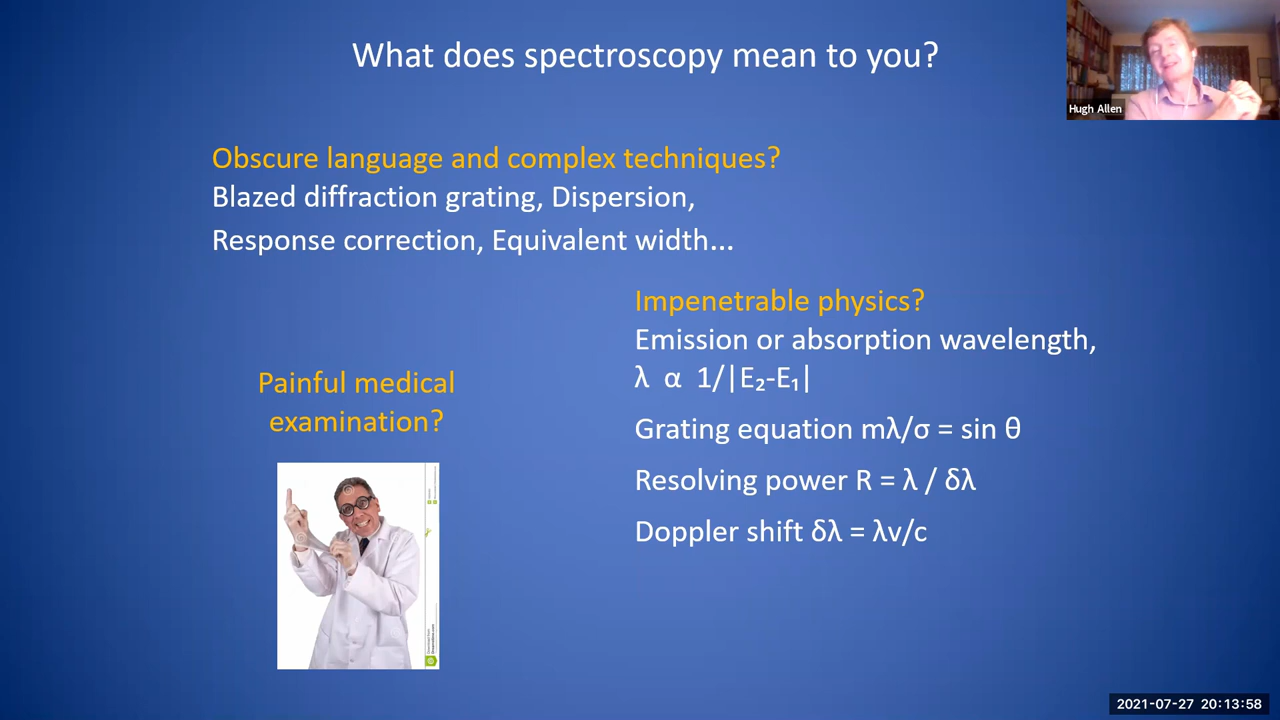 What does spectroscopy mean to you?
Hugh Allen
Obscure language and complex techniques?
Blazed diffraction grating, Dispersion,
Response correction, Equivalent width...
Impenetrable physics?
Emission or absorption wavelength,
λ α 1/|E₂-E₁|
Grating equation mλ/σ = sin θ
Resolving power R = λ / δλ
Doppler shift δλ = λv/c
Painful medical
examination?
2021-07-27 20:13:58